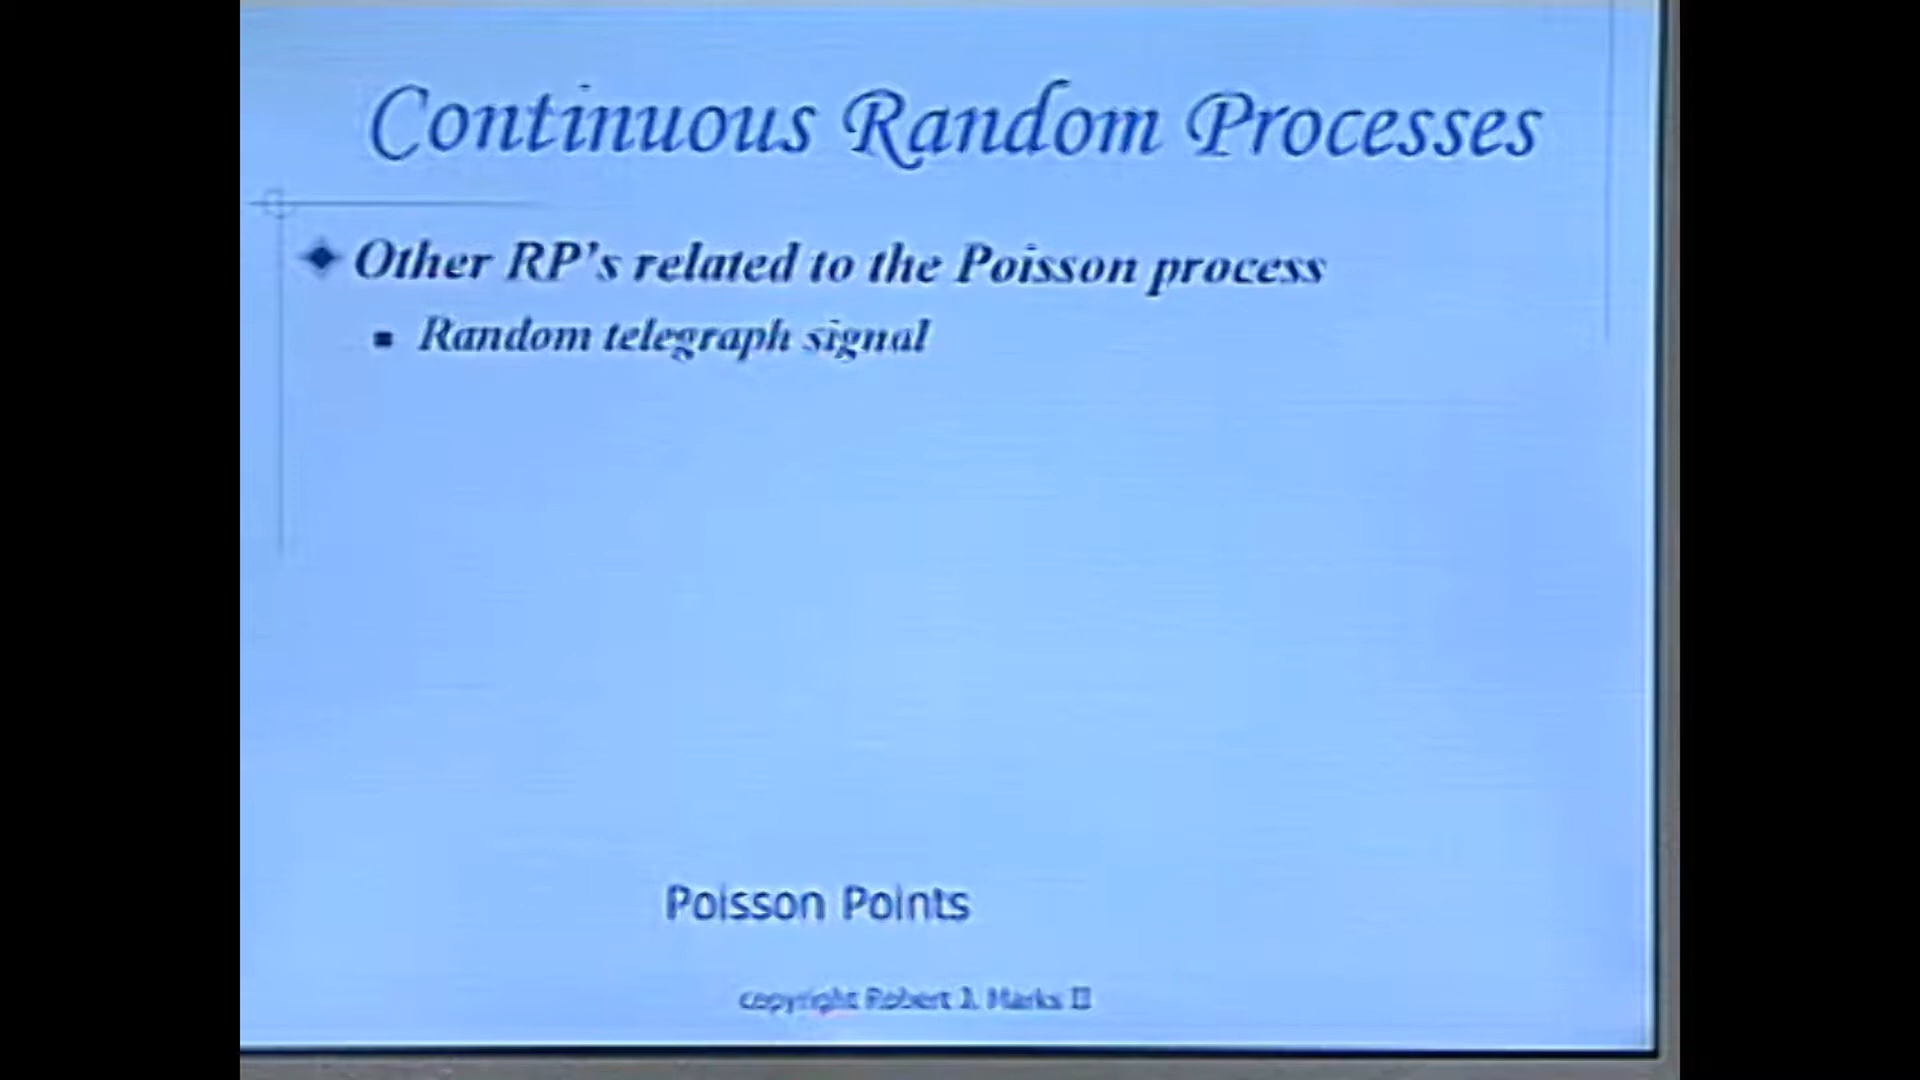 Continuous Random Processes
Other RP's related to the Poisson process
Random telegraph signal
Poisson Points
copyright Robert J. Marks II